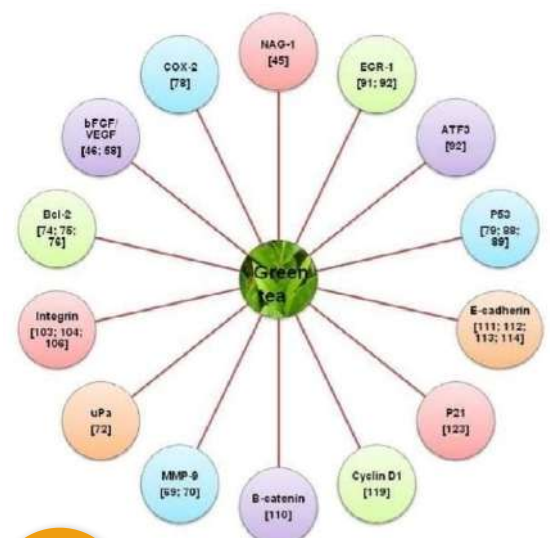 NAG-1
[45]
EGR-1
[91; 92]
ATF3
[92]
P53
[79; 88;
89]
E-cadherin
[111; 112;
113; 114]
P21
[123]
Cyclin D1
[119]
B-catenin
[110]
MMP-9
[69; 70]
uPa
[72]
Integrin
[103; 104;
106]
Bcl-2
[74; 75;
76]
bFGF/
VEGF
[46; 58]
COX-2
[78]
Green
tea